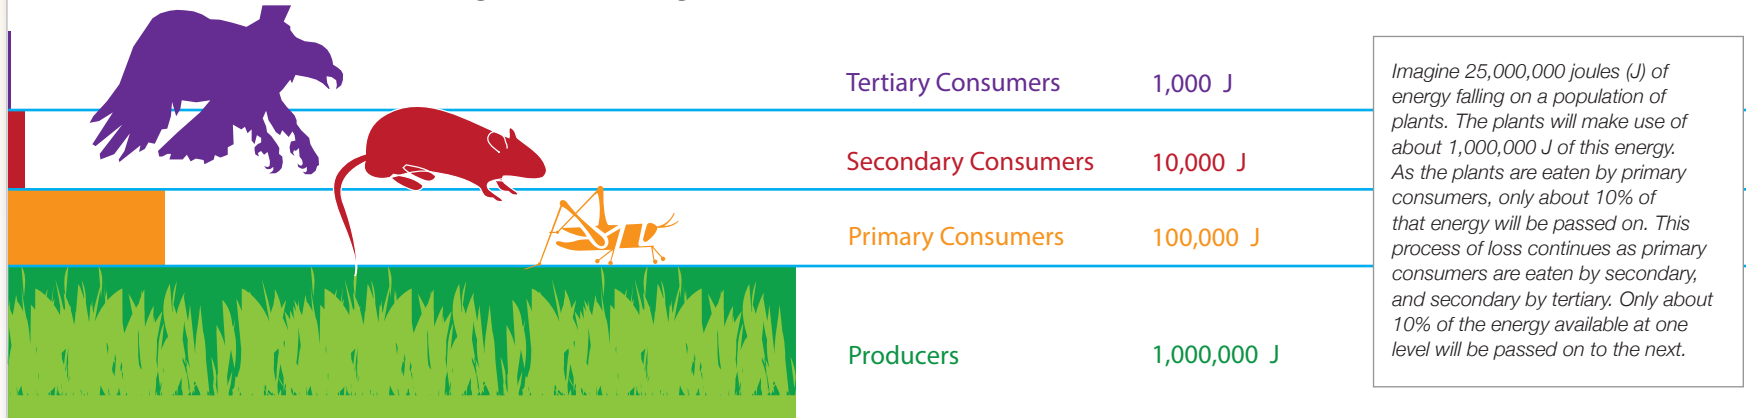 Tertiary Consumers 1,000 J
Secondary Consumers 10,000 J
Primary Consumers 100,000 J
Producers 1,000,000 J
Imagine 25,000,000 joules (J) of
energy falling on a population of
plants. The plants will make use of
about 1,000,000 J of this energy.
As the plants are eaten by primary
consumers, only about 10% of
that energy will be passed on. This
process of loss continues as primary
consumers are eaten by secondary,
and secondary by tertiary. Only about
10% of the energy available at one
level will be passed on to the next.